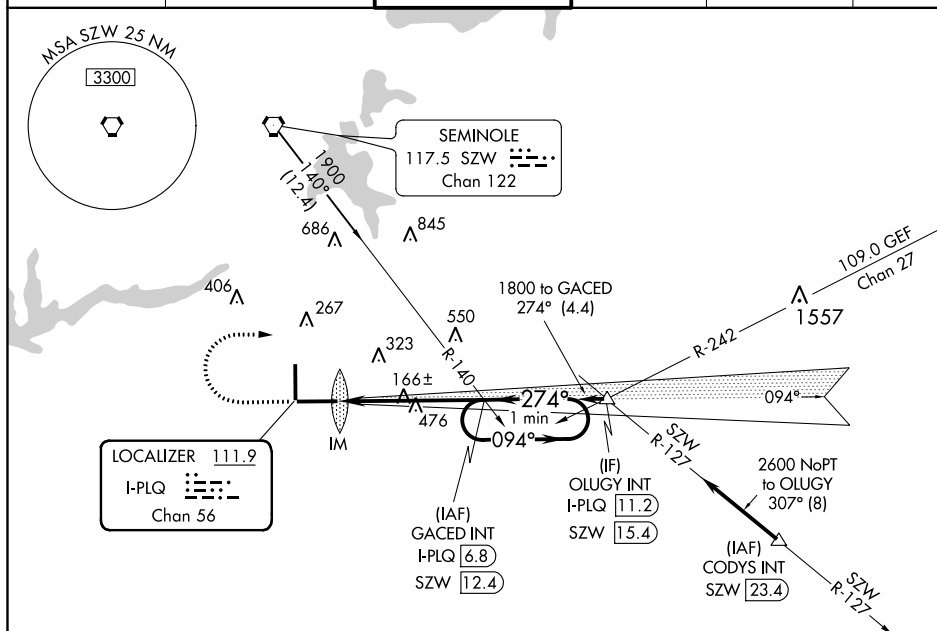 MSA SZW 25 NM
3300
SEMINOLE
117.5 SZW
Chan 122
1900
140°
(12.4)
686
845
109.0 GEF
Chan 27
406
267
1800 to GACED
274° (4.4)
1557
550
323
R-140
R-242
166±
274°
094°
1 min
476
094°
IM
SZW
R-127
LOCALIZER 111.9
I-PLQ
Chan 56
(IAF)
GACED INT
I-PLQ 6.8
SZW 12.4
(IF)
OLUGY INT
I-PLQ 11.2
SZW 15.4
2600 NoPT
to OLUGY
307° (8)
(IAF)
CODYS INT
SZW 23.4
SZW
R-127